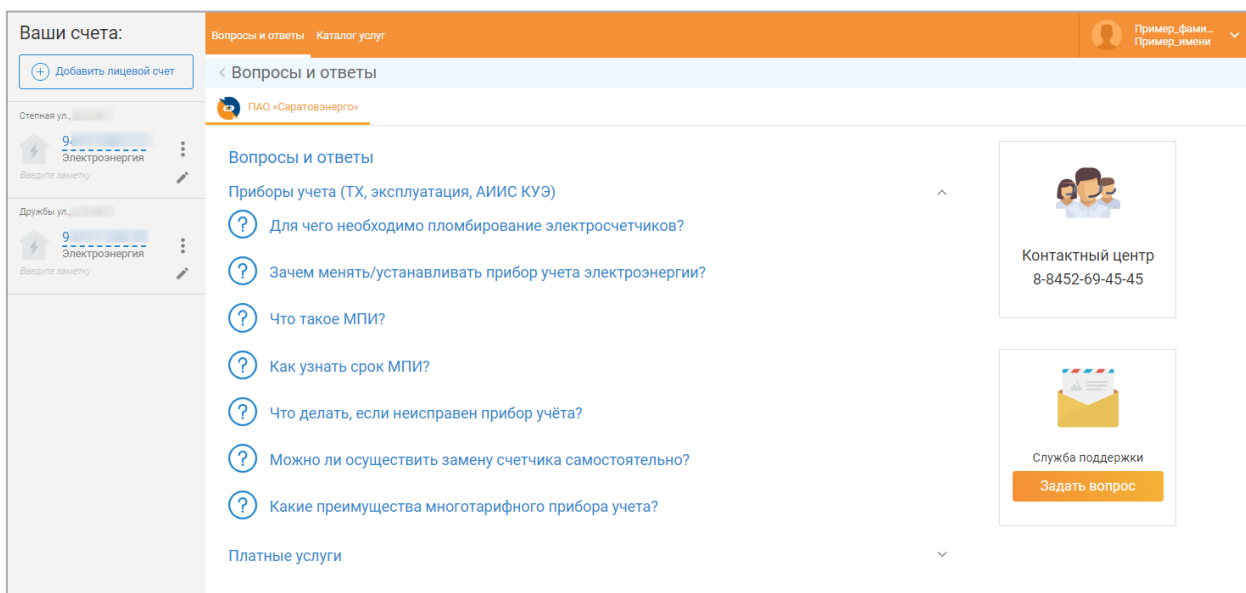 Ваши счета:
Добавить лицевой счет
Степная ул.,
9
Электроэнергия
Введите заметку
Дружбы ул.,
9
Электроэнергия
Введите заметку
Вопросы и ответы Каталог услуг
Пример_фами...
Пример_имени
< Вопросы и ответы
ПАО «Саратовэнерго»
Вопросы и ответы
Приборы учета (ТХ, эксплуатация, АИИС КУЭ)
? Для чего необходимо пломбирование электросчетчиков?
? Зачем менять/устанавливать прибор учета электроэнергии?
? Что такое МПИ?
? Как узнать срок МПИ?
? Что делать, если неисправен прибор учёта?
? Можно ли осуществить замену счетчика самостоятельно?
? Какие преимущества многотарифного прибора учета?
Платные услуги
Контактный центр
8-8452-69-45-45
Служба поддержки
Задать вопрос